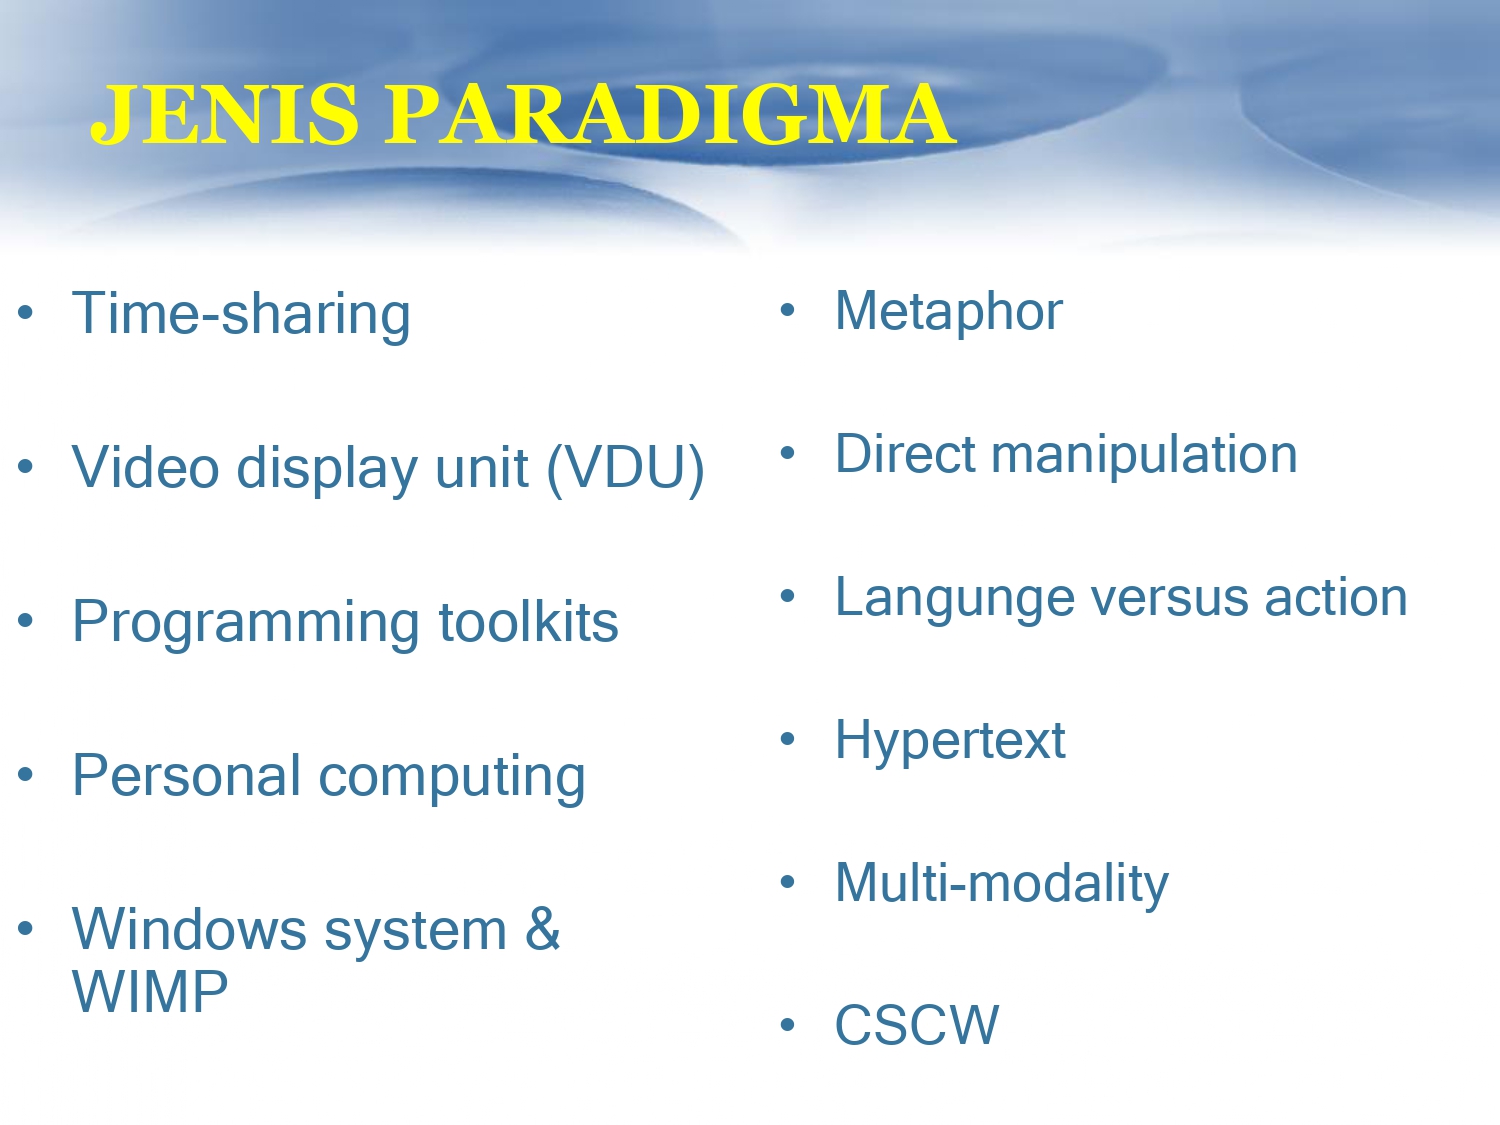 JENIS PARADIGMA
• Time-sharing
• Video display unit (VDU)
• Programming toolkits
• Personal computing
• Windows system &
WIMP
• Metaphor
• Direct manipulation
• Langunge versus action
• Hypertext
• Multi-modality
• CSCW